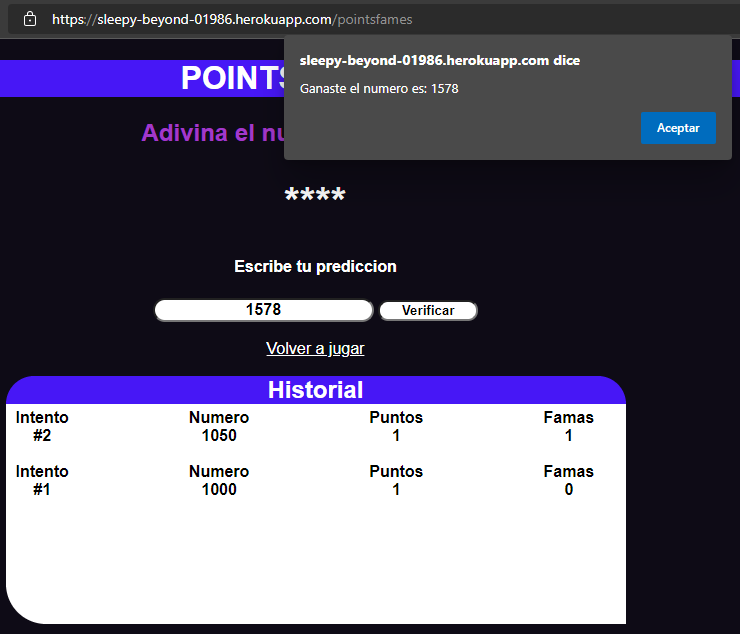 https://sleepy-beyond-01986.herokuapp.com/pointsfames
sleepy-beyond-01986.herokuapp.com dice
Ganaste el numero es: 1578
Aceptar
POINTS
Adivina el nu
****
Escribe tu prediccion
1578 Verificar
Volver a jugar
Historial
Intento Numero Puntos Famas
#2 1050 1 1
Intento Numero Puntos Famas
#1 1000 1 0